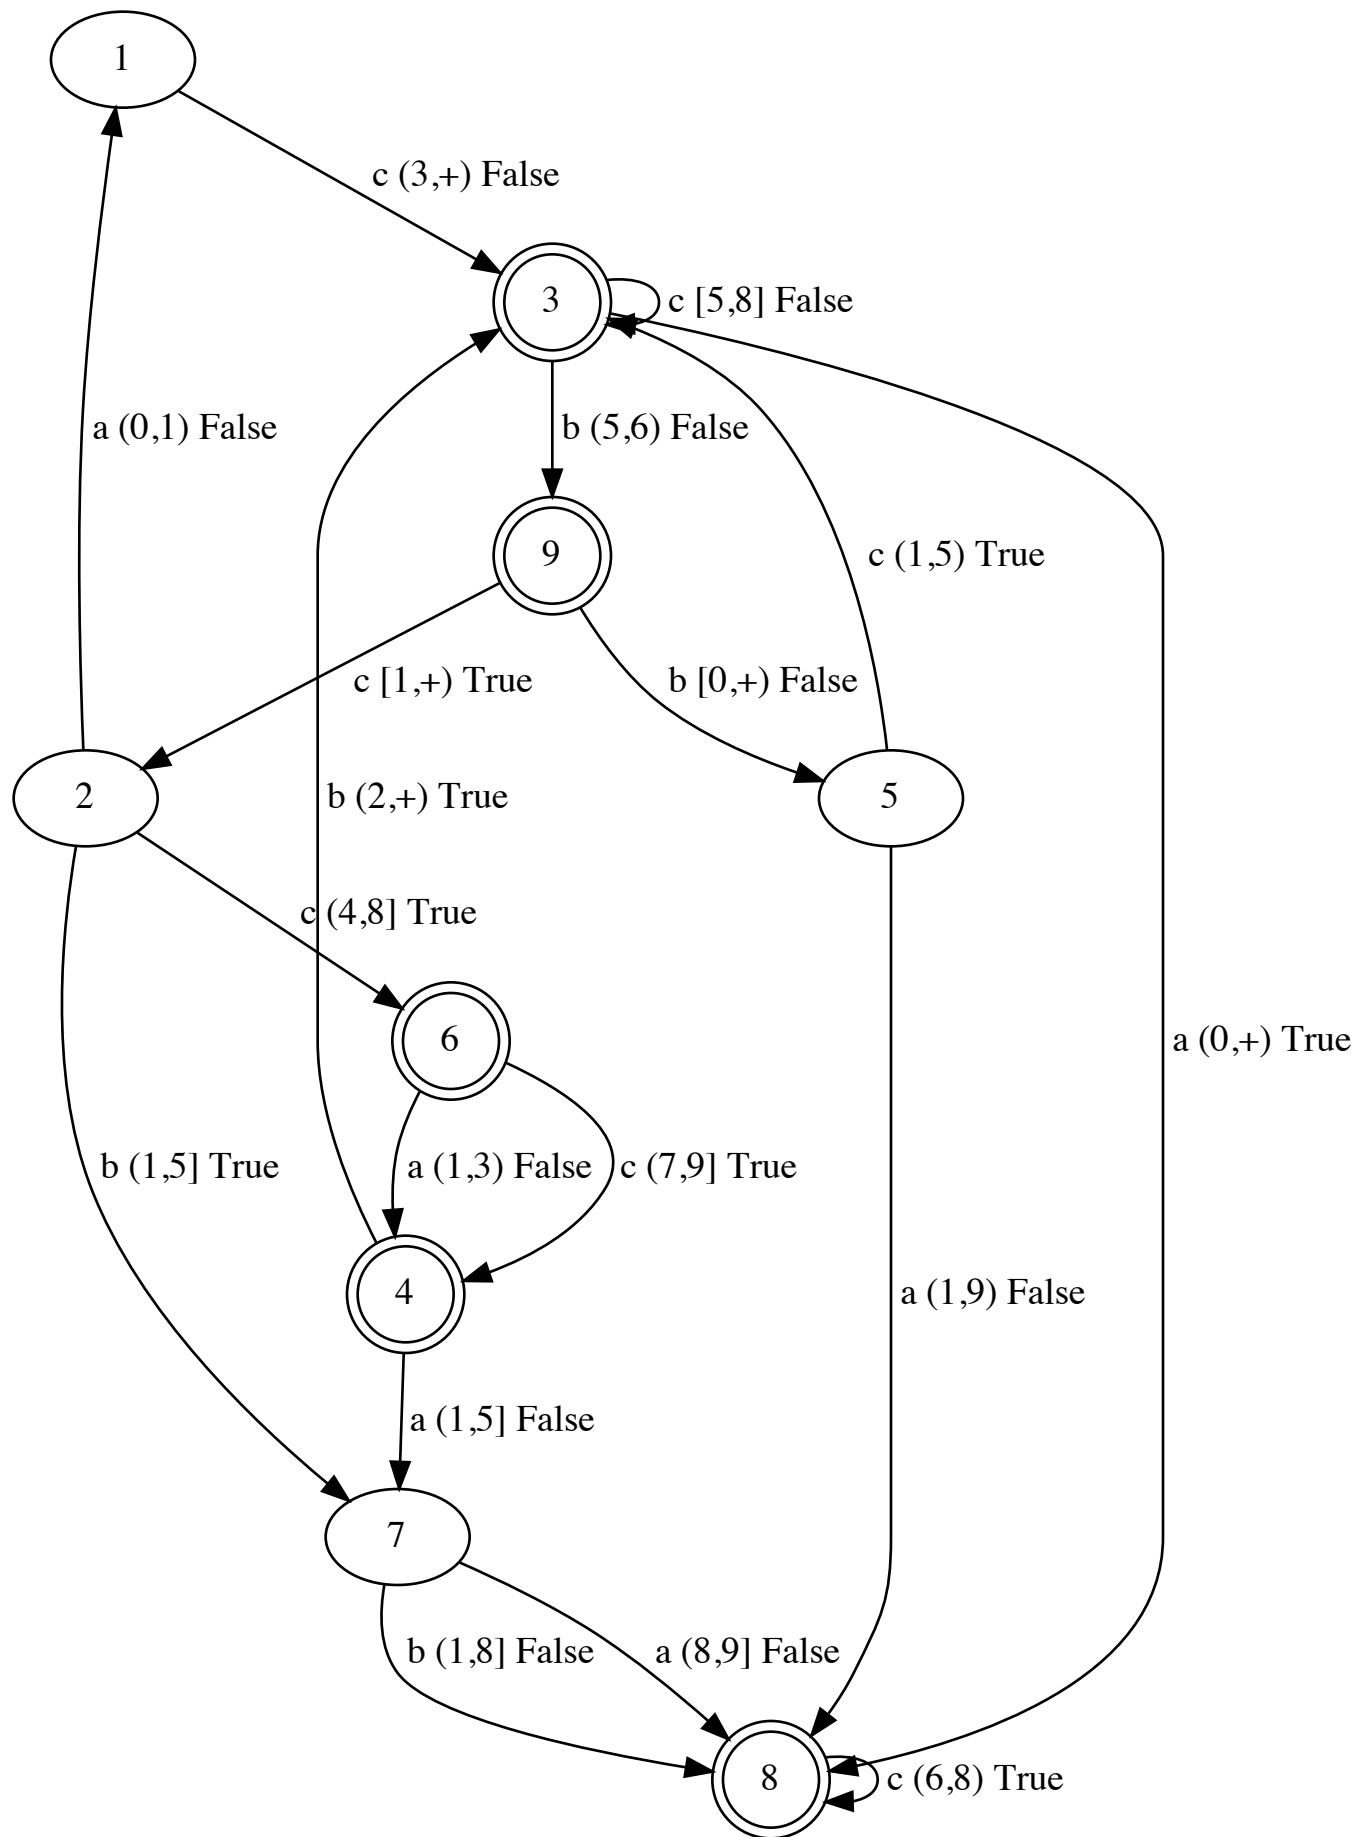 1
c (3,+) False
3
c [5,8] False
a (0,1) False
b (5,6) False
9
c (1,5) True
c [1,+) True
b [0,+) False
2
b (2,+) True
5
c (4,8] True
6
a (0,+) True
b (1,5] True
a (1,3) False
c (7,9] True
4
a (1,9) False
a (1,5] False
7
b (1,8] False
a (8,9] False
8
c (6,8) True